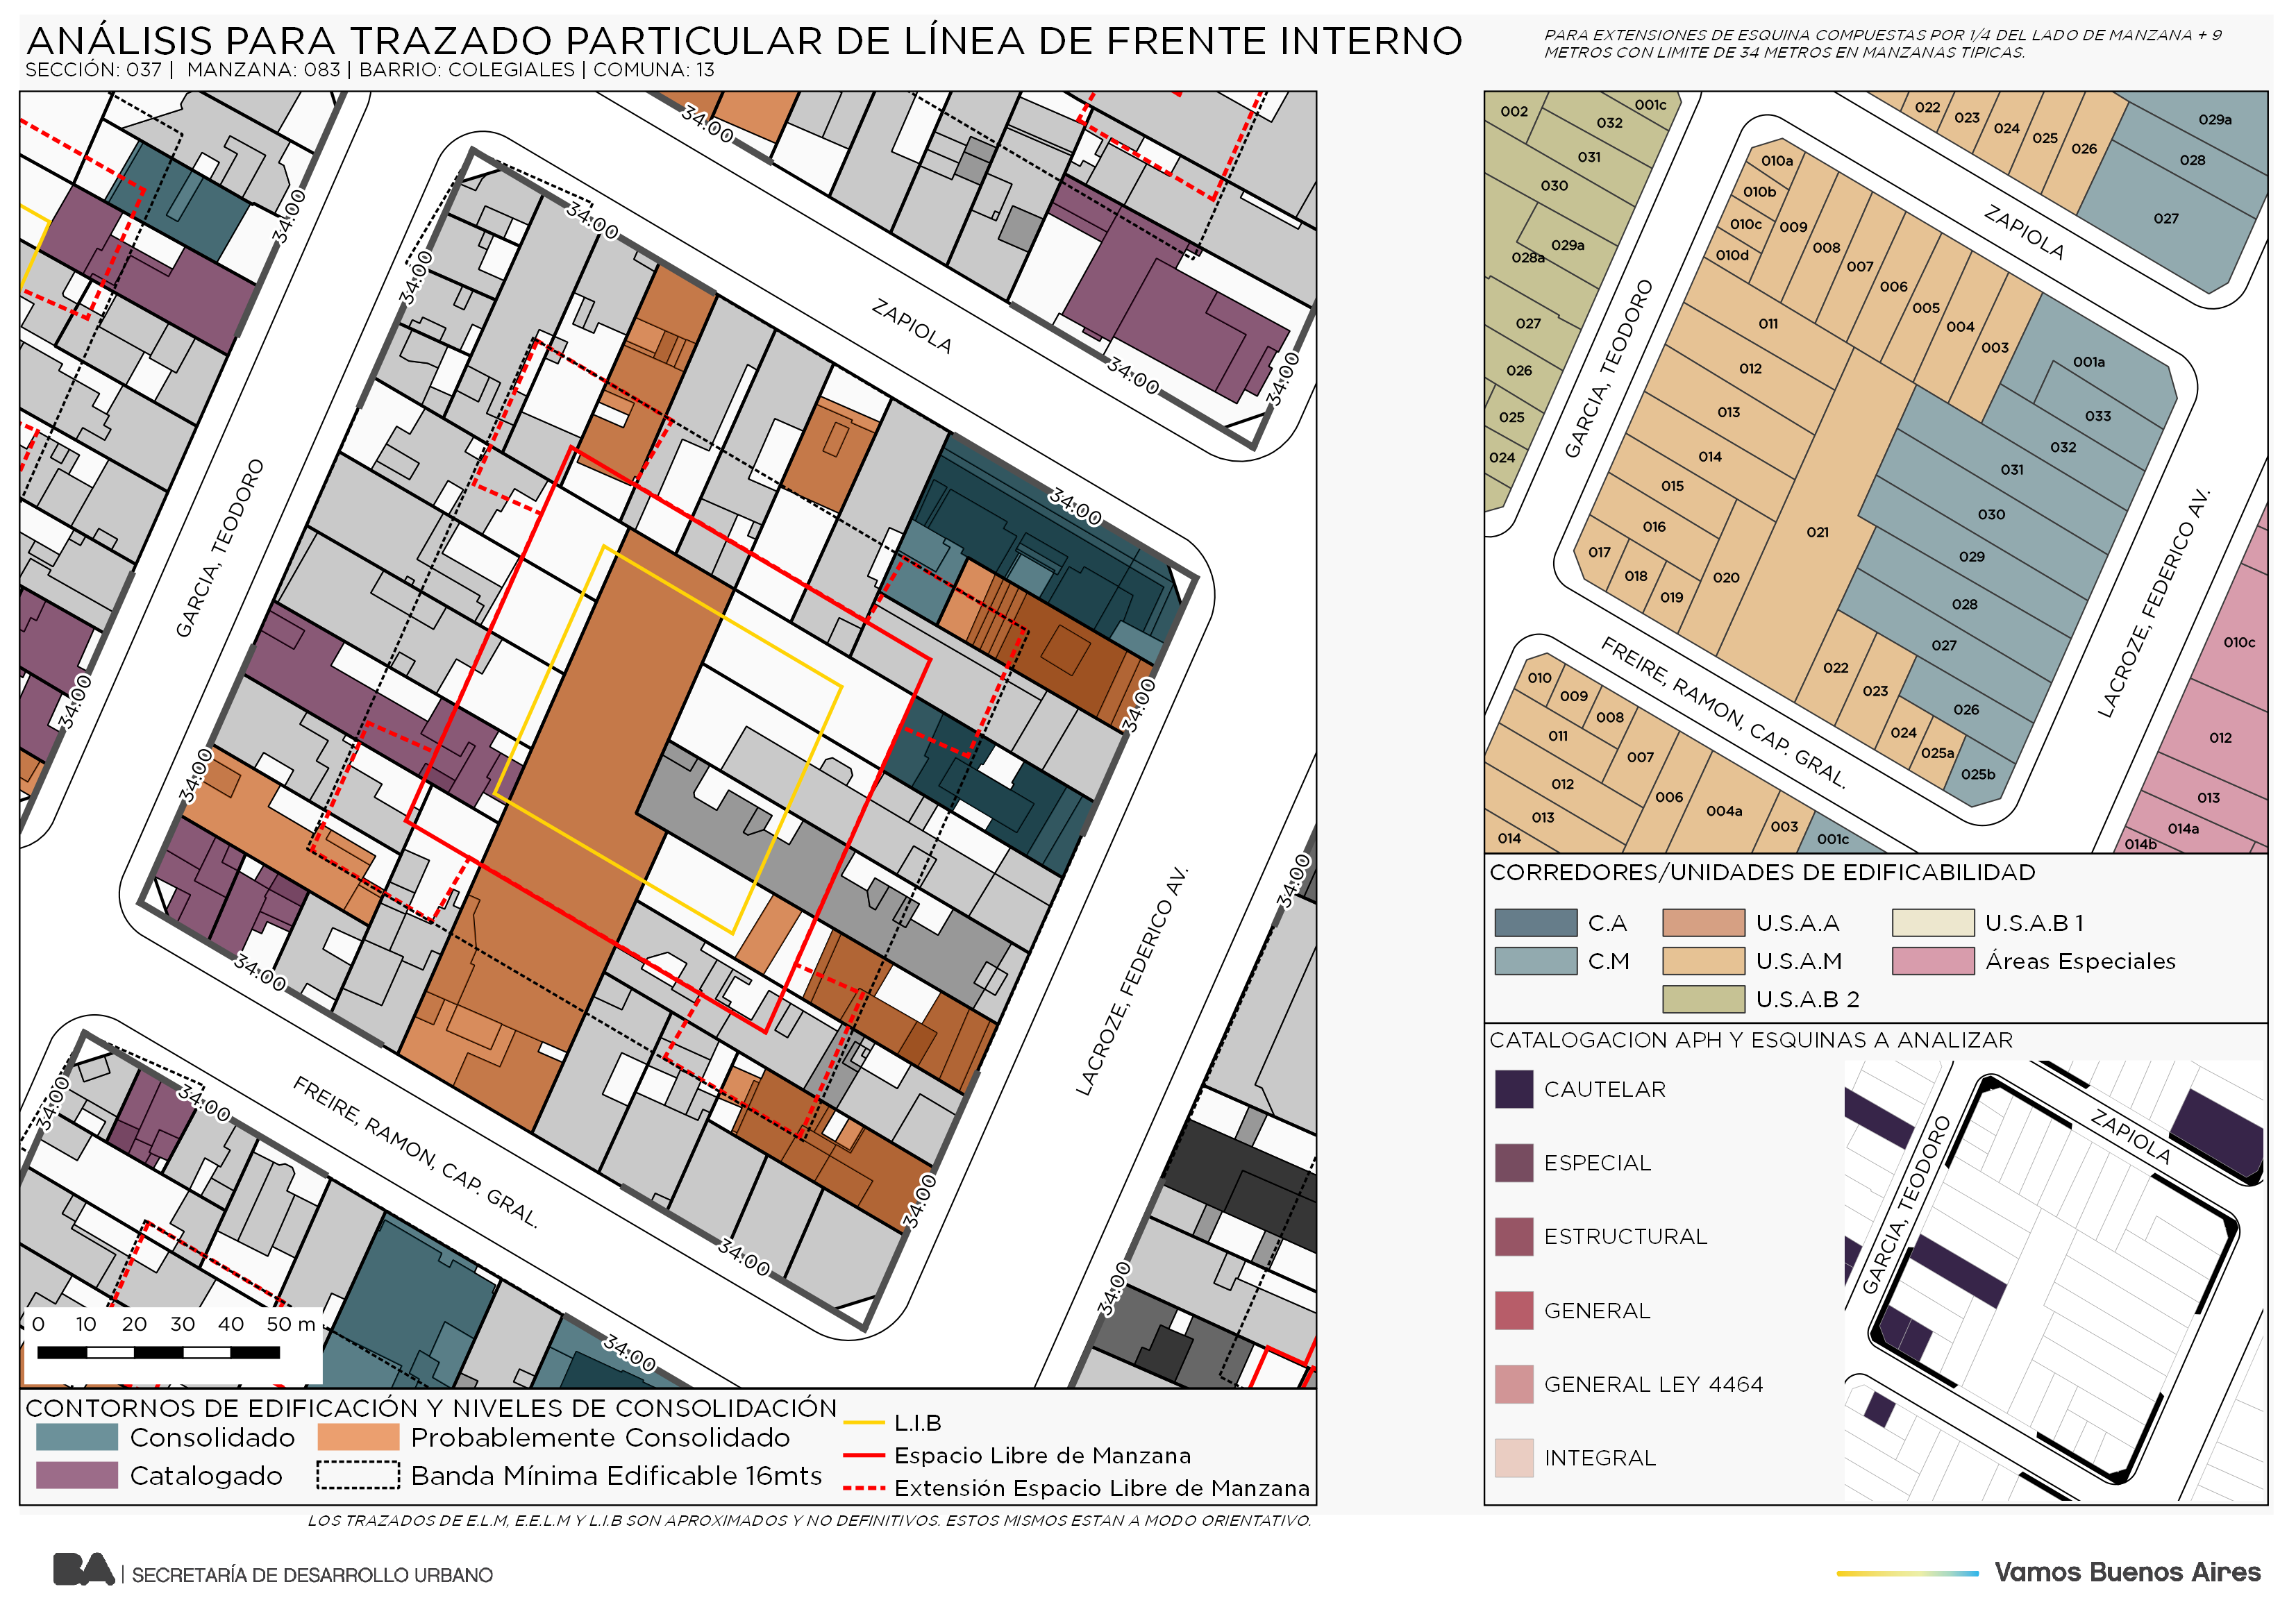 ANÁLISIS PARA TRAZADO PARTICULAR DE LÍNEA DE FRENTE INTERNO
SECCIÓN: 037 | MANZANA: 083 | BARRIO: COLEGIALES | COMUNA: 13
PARA EXTENSIONES DE ESQUINA COMPUESTAS POR 1/4 DEL LADO DE MANZANA + 9
METROS CON LIMITE DE 34 METROS EN MANZANAS TIPICAS.
34:00
34:00
34:00
34:00
ZAPIOLA
34:00
34:00
GARCIA, TEODORO
34:00
34:00
34:00
34:00
34:00
34:00
LACROZE, FEDERICO AV.
34:00
34:00
34:00
FREIRE, RAMON, CAP. GRAL.
34:00
34:00
34:00
34:00
0 10 20 30 40 50 m
CONTORNOS DE EDIFICACIÓN Y NIVELES DE CONSOLIDACIÓN
Consolidado
Probablemente Consolidado
Catalogado
Banda Mínima Edificable 16mts
L.I.B
Espacio Libre de Manzana
Extensión Espacio Libre de Manzana
LOS TRAZADOS DE E.L.M, E.E.L.M Y L.I.B SON APROXIMADOS Y NO DEFINITIVOS. ESTOS MISMOS ESTAN A MODO ORIENTATIVO.
002
001c
032
031
030
029a
028a
027
026
025
024
022
023
024
025
026
029a
028
027
ZAPIOLA
GARCIA, TEODORO
010a
010b
010c
010d
009
008
007
006
005
004
003
001a
033
032
031
030
029
028
027
026
025b
025a
024
023
022
021
011
012
013
014
015
016
017
018
019
020
FREIRE, RAMON, CAP. GRAL.
LACROZE, FEDERICO AV.
010
009
008
011
007
012
006
013
004a
014
003
001c
010c
012
013
014a
014b
CORREDORES/UNIDADES DE EDIFICABILIDAD
C.A
U.S.A.A
U.S.A.B 1
C.M
U.S.A.M
Áreas Especiales
U.S.A.B 2
CATALOGACION APH Y ESQUINAS A ANALIZAR
CAUTELAR
ESPECIAL
ESTRUCTURAL
GENERAL
GENERAL LEY 4464
INTEGRAL
ZAPIOLA
GARCIA, TEODORO
BA | SECRETARÍA DE DESARROLLO URBANO
Vamos Buenos Aires